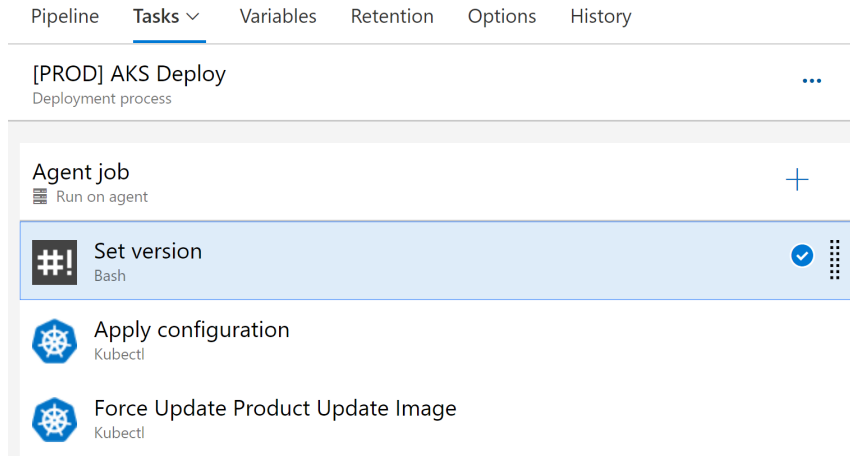 Pipeline Tasks Variables Retention Options History
[PROD] AKS Deploy
Deployment process
Agent job
Run on agent
#!
Set version
Bash
Apply configuration
Kubectl
Force Update Product Update Image
Kubectl